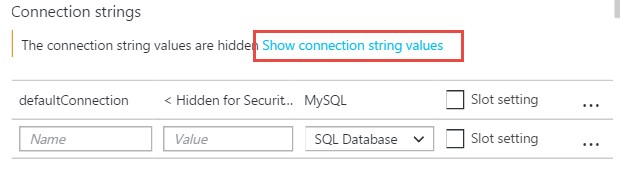 Connection strings
The connection string values are hidden Show connection string values
defaultConnection < Hidden for Securit... MySQL Slot setting ...
Name Value SQL Database Slot setting ...